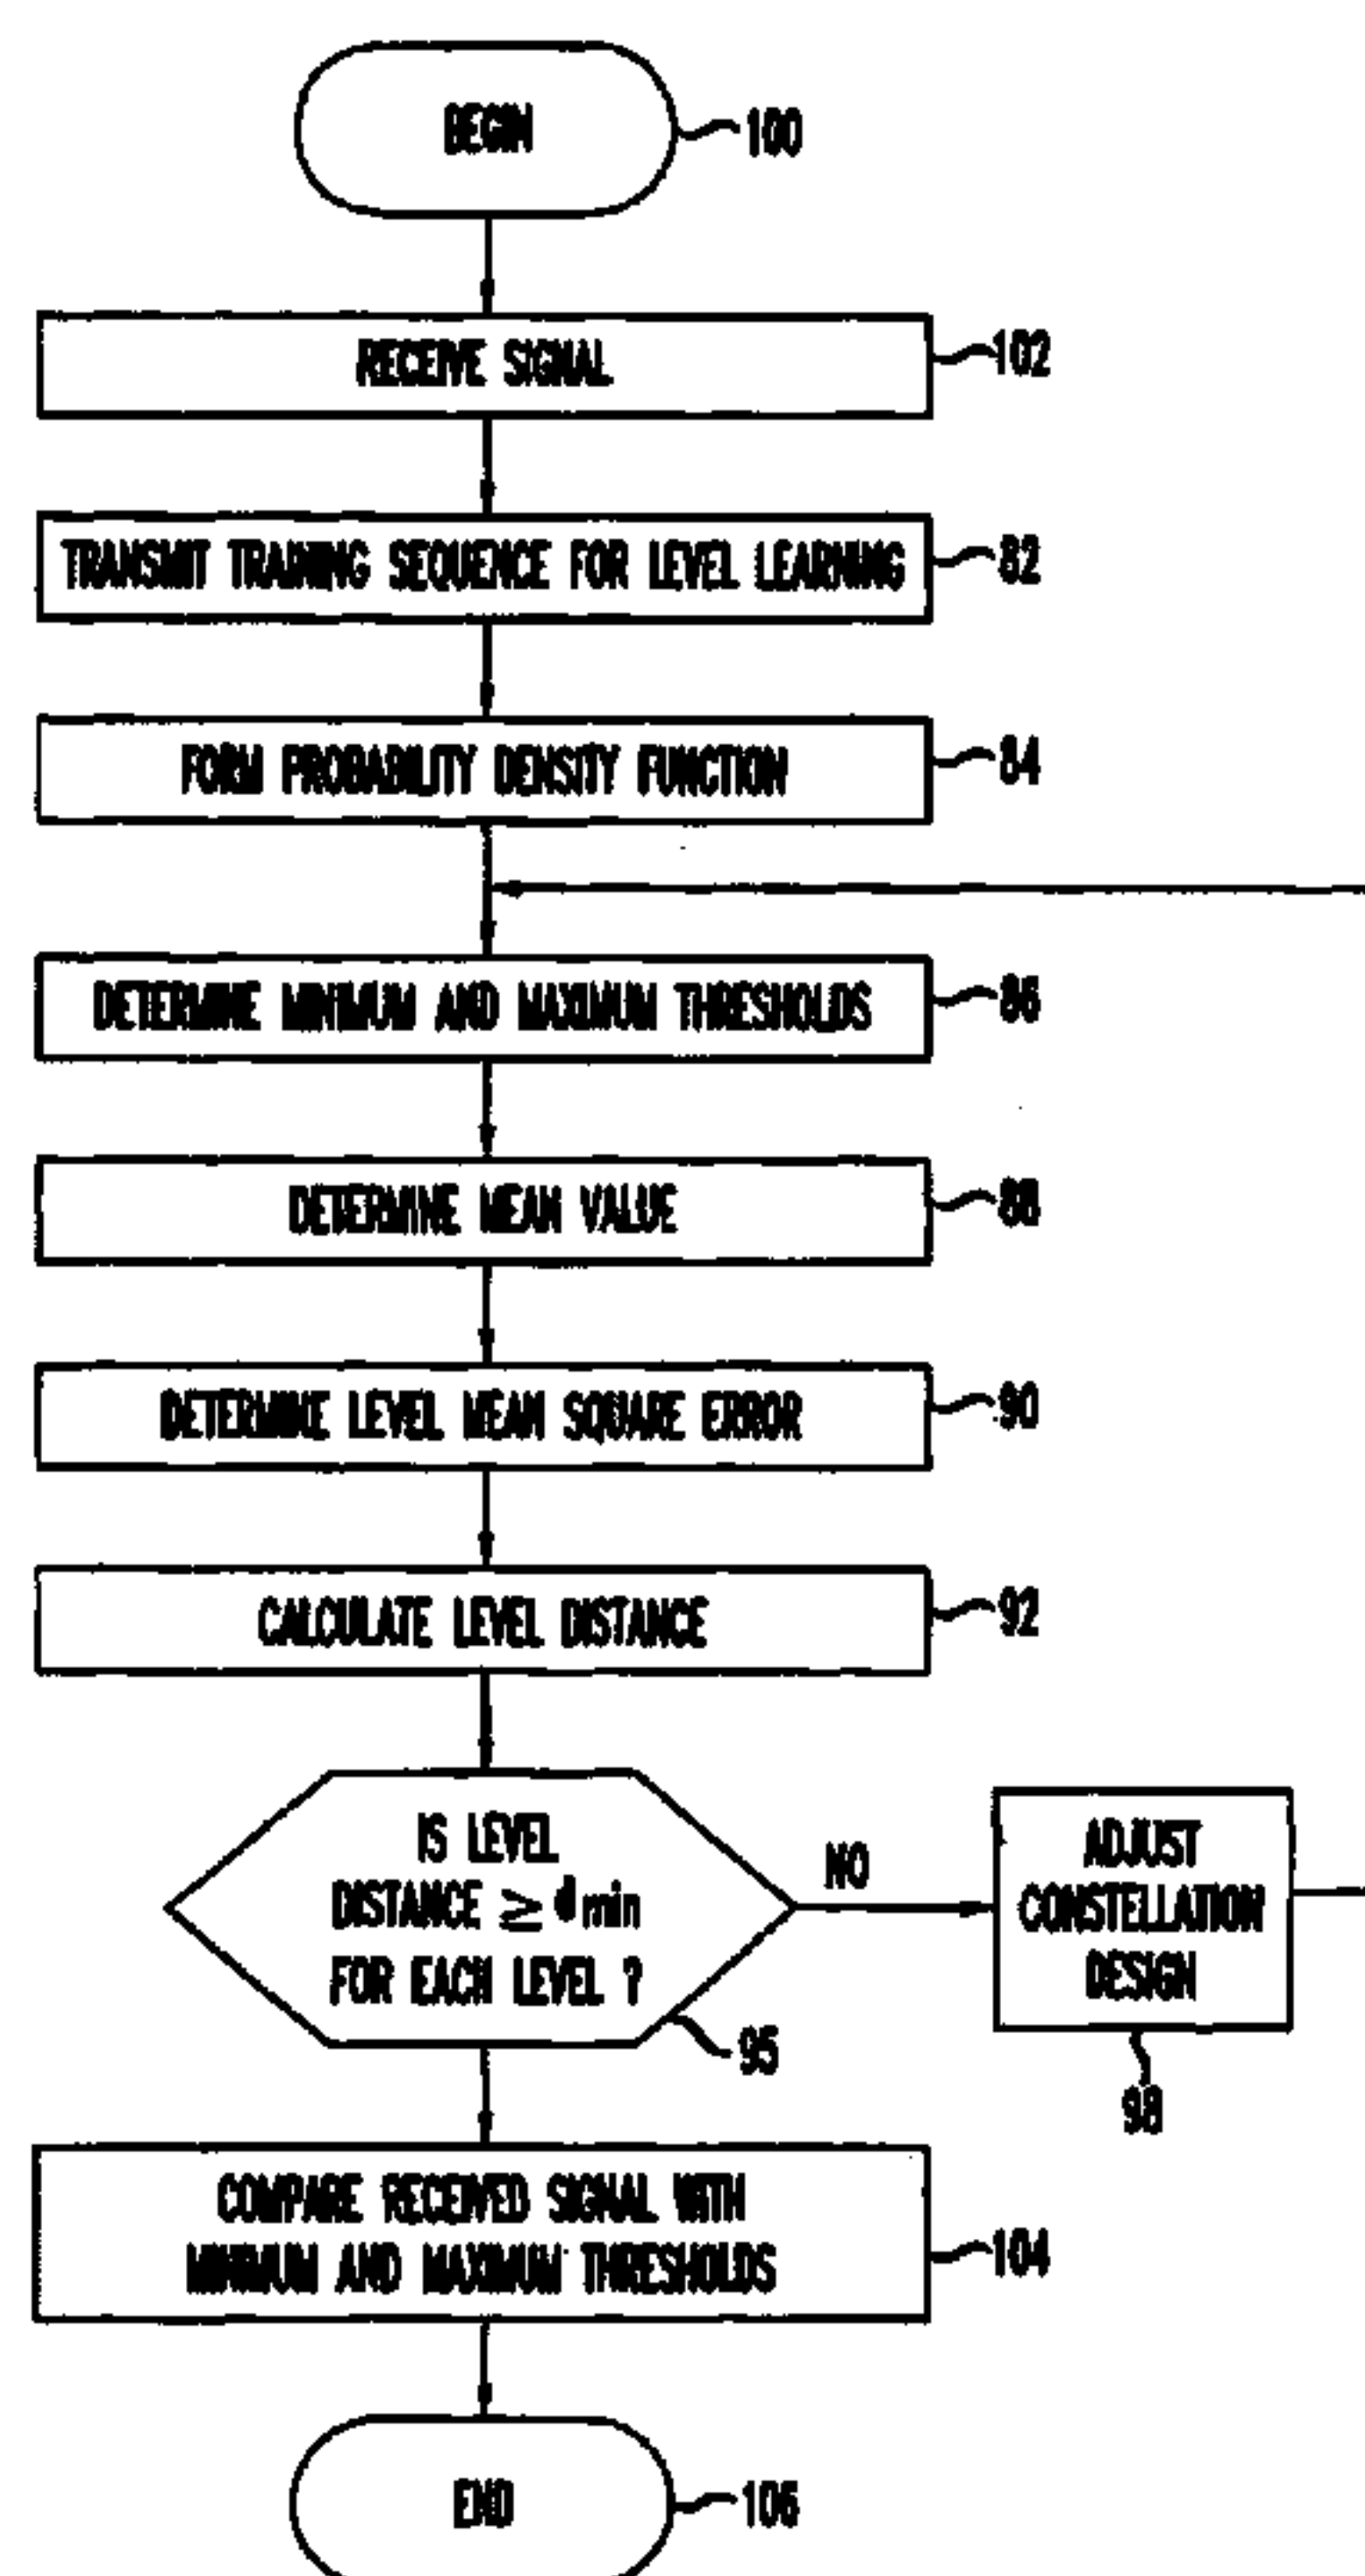 BEGIN
100
RECEIVE SIGNAL
102
TRANSMIT TRAINING SEQUENCE FOR LEVEL LEARNING
82
FORM PROBABILITY DENSITY FUNCTION
84
DETERMINE MINIMUM AND MAXIMUM THRESHOLDS
86
DETERMINE MEAN VALUE
88
DETERMINE LEVEL MEAN SQUARE ERROR
90
CALCULATE LEVEL DISTANCE
92
IS LEVEL
DISTANCE ≥ dmin
FOR EACH LEVEL ?
95
NO
ADJUST
CONSTELLATION
DESIGN
98
COMPARE RECEIVED SIGNAL WITH
MINIMUM AND MAXIMUM THRESHOLDS
104
END
106